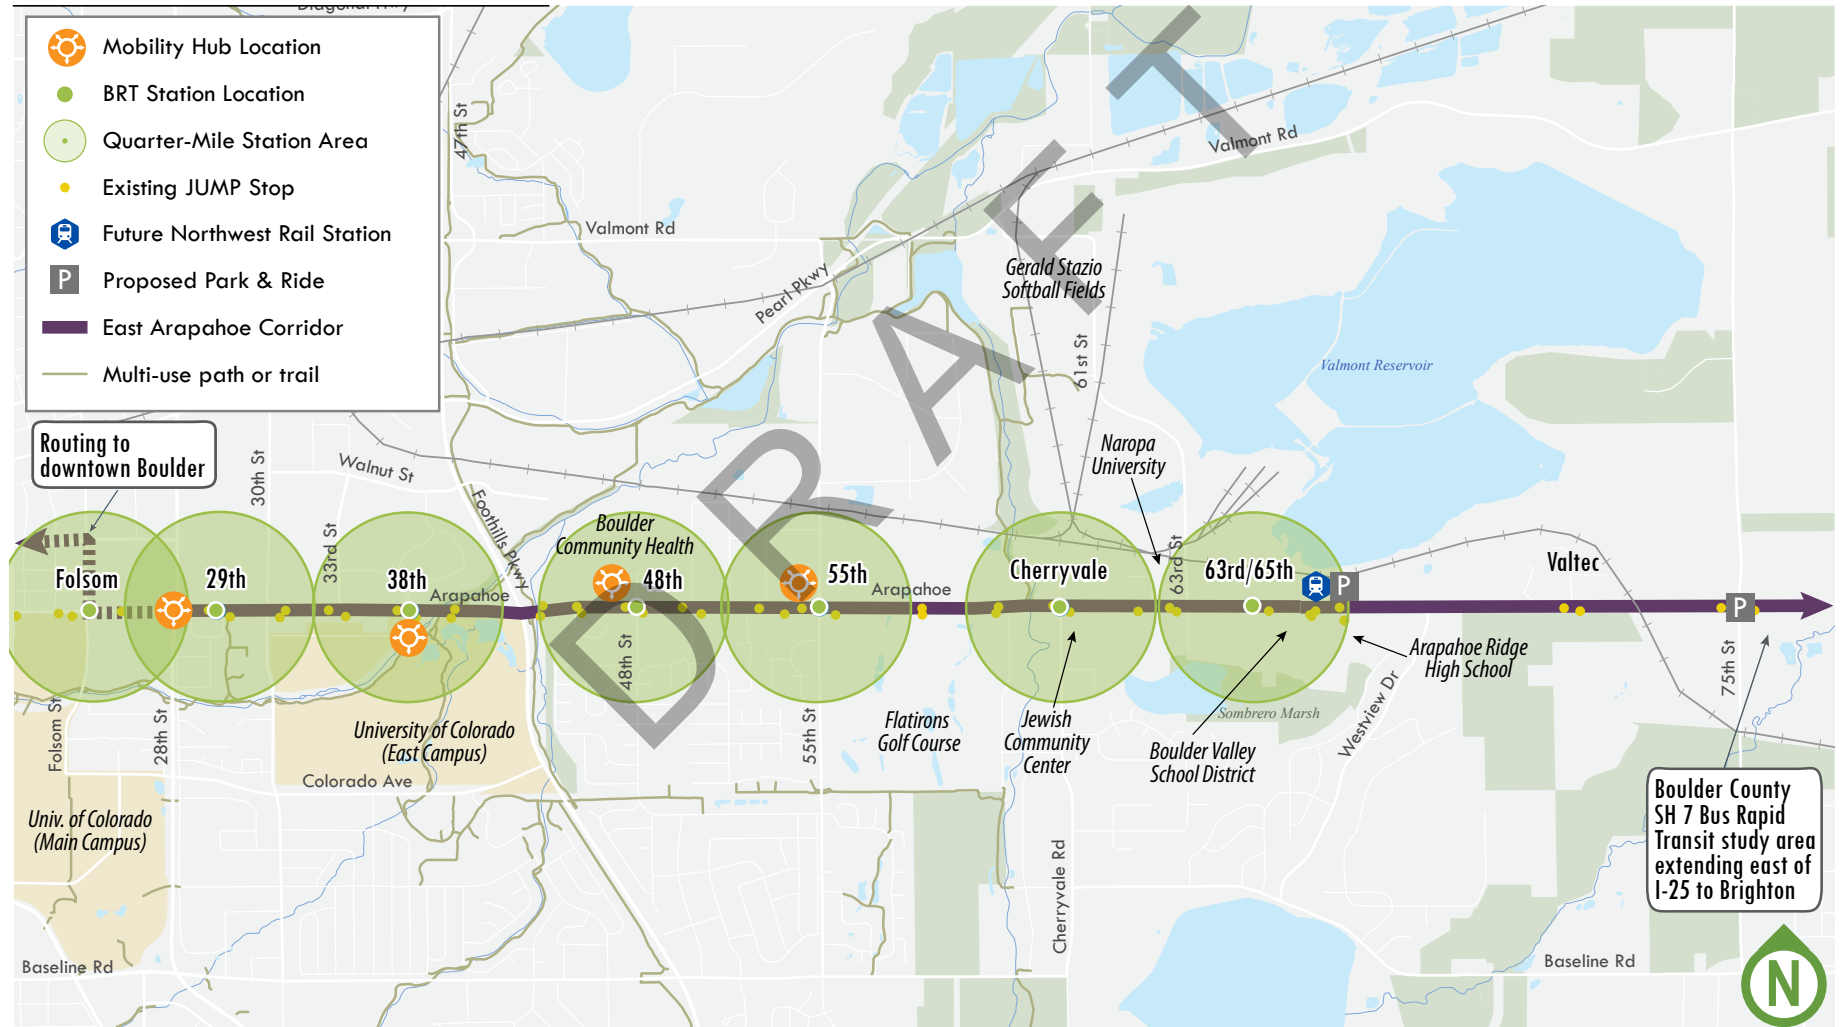 Diagonal Hwy
Mobility Hub Location
BRT Station Location
Quarter-Mile Station Area
Existing JUMP Stop
Future Northwest Rail Station
P
Proposed Park & Ride
East Arapahoe Corridor
Multi-use path or trail
47th St
Valmont Rd
Valmont Rd
Pearl Pkwy
Gerald Stazio
Softball Fields
61st St
Valmont Reservoir
DRAFT
Routing to
downtown Boulder
30th St
Walnut St
Foothills Pkwy
Naropa
University
33rd St
Boulder
Community Health
63rd St
Folsom
29th
38th
48th
55th
Cherryvale
63rd/65th
Valtec
Arapahoe
Arapahoe
P
P
48th St
Arapahoe Ridge
High School
75th St
Folsom St
28th St
University of Colorado
(East Campus)
55th St
Flatirons
Golf Course
Jewish
Community
Center
Sombrero Marsh
Boulder Valley
School District
Westview Dr
Colorado Ave
Univ. of Colorado
(Main Campus)
Boulder County
SH 7 Bus Rapid
Transit study area
extending east of
I-25 to Brighton
Cherryvale Rd
Baseline Rd
Baseline Rd
N